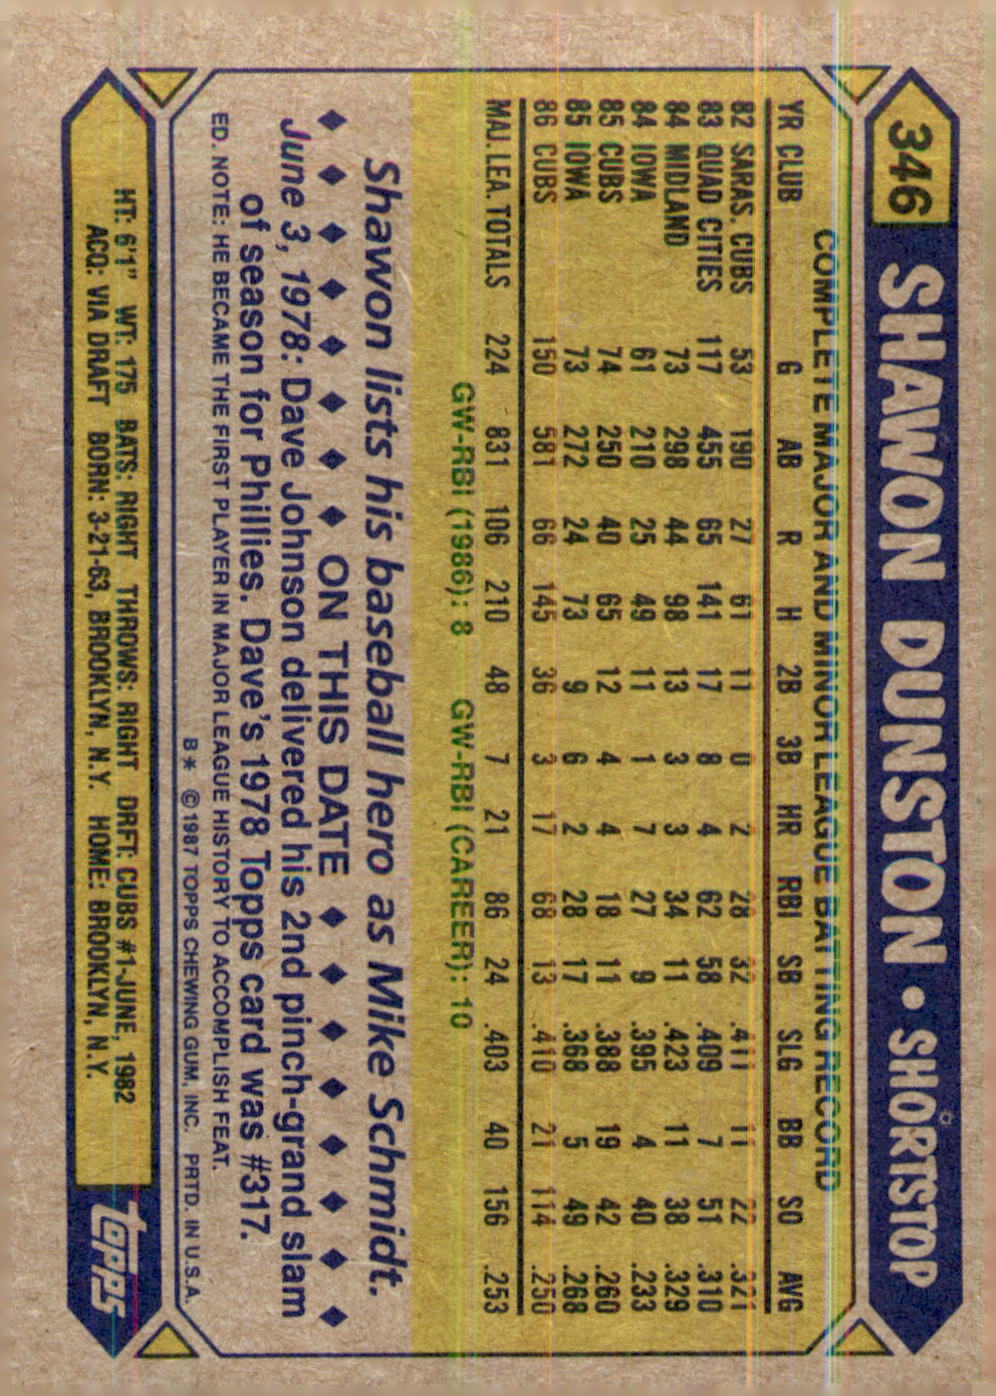 346 SHAWON DUNSTON • SHORTSTOP
COMPLETE MAJOR AND MINOR LEAGUE BATTING RECORD
YR CLUB G AB R H 2B 3B HR RBI SB SLG BB SO AVG
82 SARAS. CUBS 53 190 27 61 11 0 2 28 32 .411 11 22 .321
83 QUAD CITIES 117 455 65 141 17 8 4 62 58 .409 7 51 .310
84 MIDLAND 73 298 44 98 13 3 3 34 11 .423 11 38 .329
84 IOWA 61 210 25 49 11 1 7 27 9 .395 4 40 .233
85 CUBS 74 250 40 65 12 4 4 18 11 .388 19 42 .260
85 IOWA 73 272 24 73 9 6 2 28 17 .368 5 49 .268
86 CUBS 150 581 66 145 36 3 17 68 13 .410 21 114 .250
MAJ. LEA. TOTALS 224 831 106 210 48 7 21 86 24 .403 40 156 .253
GW-RBI (1986): 8 GW-RBI (CAREER): 10
Shawon lists his baseball hero as Mike Schmidt.
♦ ♦ ♦ ♦ ♦ ♦ ♦ ♦ ON THIS DATE ♦ ♦ ♦ ♦ ♦ ♦ ♦ ♦
June 3, 1978: Dave Johnson delivered his 2nd pinch-grand slam
of season for Phillies. Dave's 1978 Topps card was #317.
ED. NOTE: HE BECAME THE FIRST PLAYER IN MAJOR LEAGUE HISTORY TO ACCOMPLISH FEAT.
B* © 1987 TOPPS CHEWING GUM, INC. PRTD. IN U.S.A.
HT: 6'1" WT: 175 BATS: RIGHT THROWS: RIGHT DRFT: CUBS #1-JUNE, 1982
ACQ: VIA DRAFT BORN: 3-21-63, BROOKLYN, N.Y. HOME: BROOKLYN, N.Y.
topps